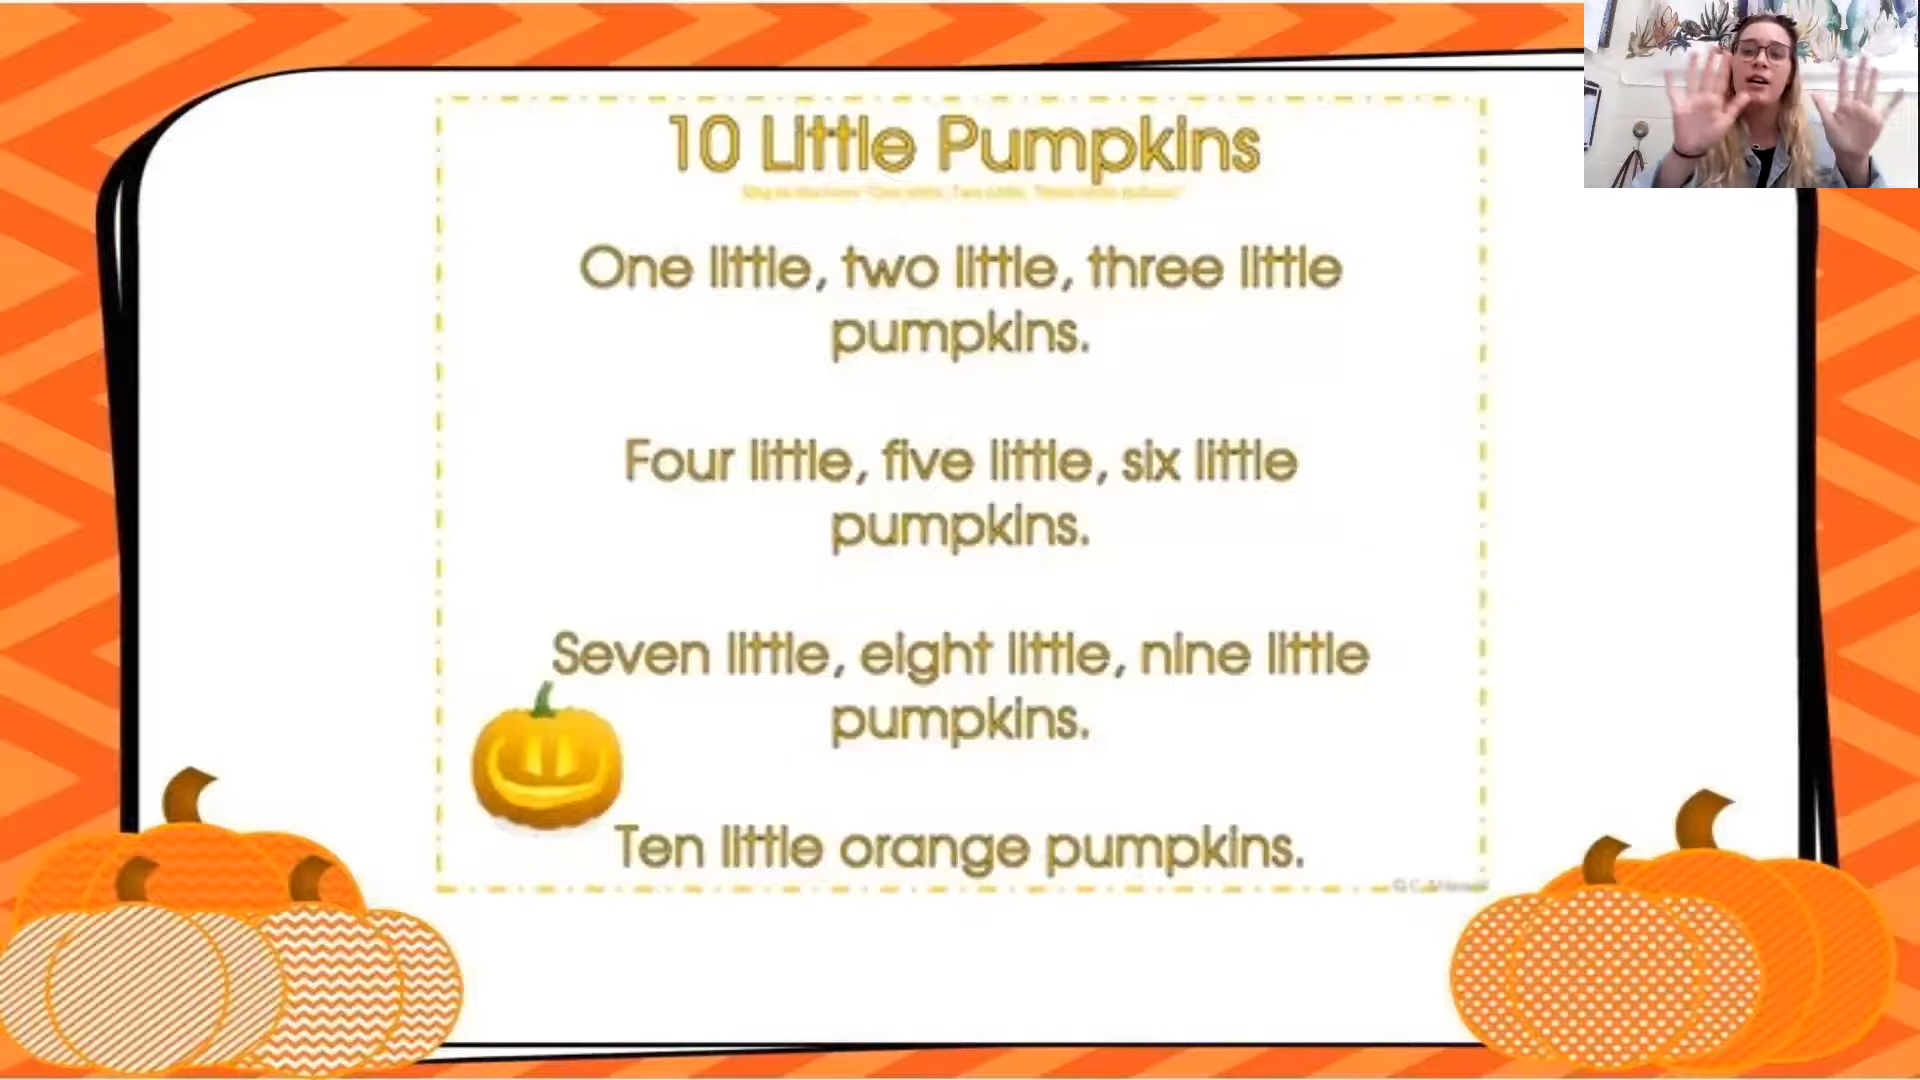 10 Little Pumpkins
One little, two little, three little
pumpkins.
Four little, five little, six little
pumpkins.
Seven little, eight little, nine little
pumpkins.
Ten little orange pumpkins.